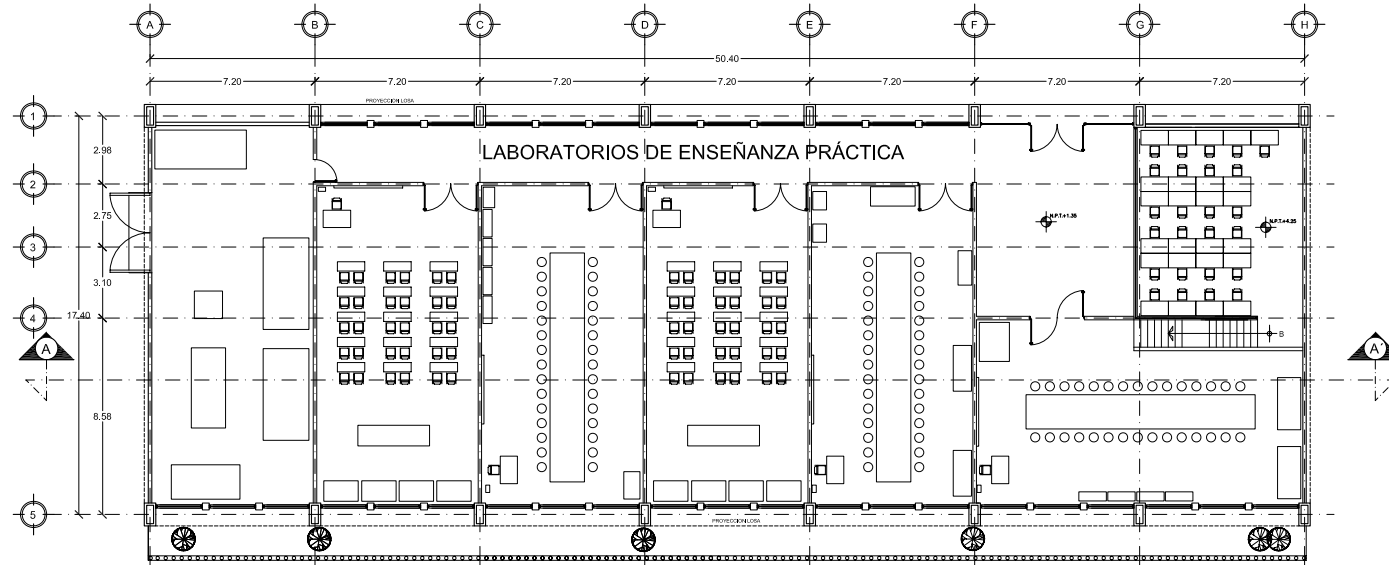 A B C D E F G H
50.40
7.20 7.20 7.20 7.20 7.20 7.20 7.20
PROYECCION LOSA
1
2.98
LABORATORIOS DE ENSEÑANZA PRÁCTICA
2
2.75
N.P.T.+1.35
N.P.T.+4.25
3
3.10
17.40
4
B
A
A´
8.58
5
PROYECCION LOSA